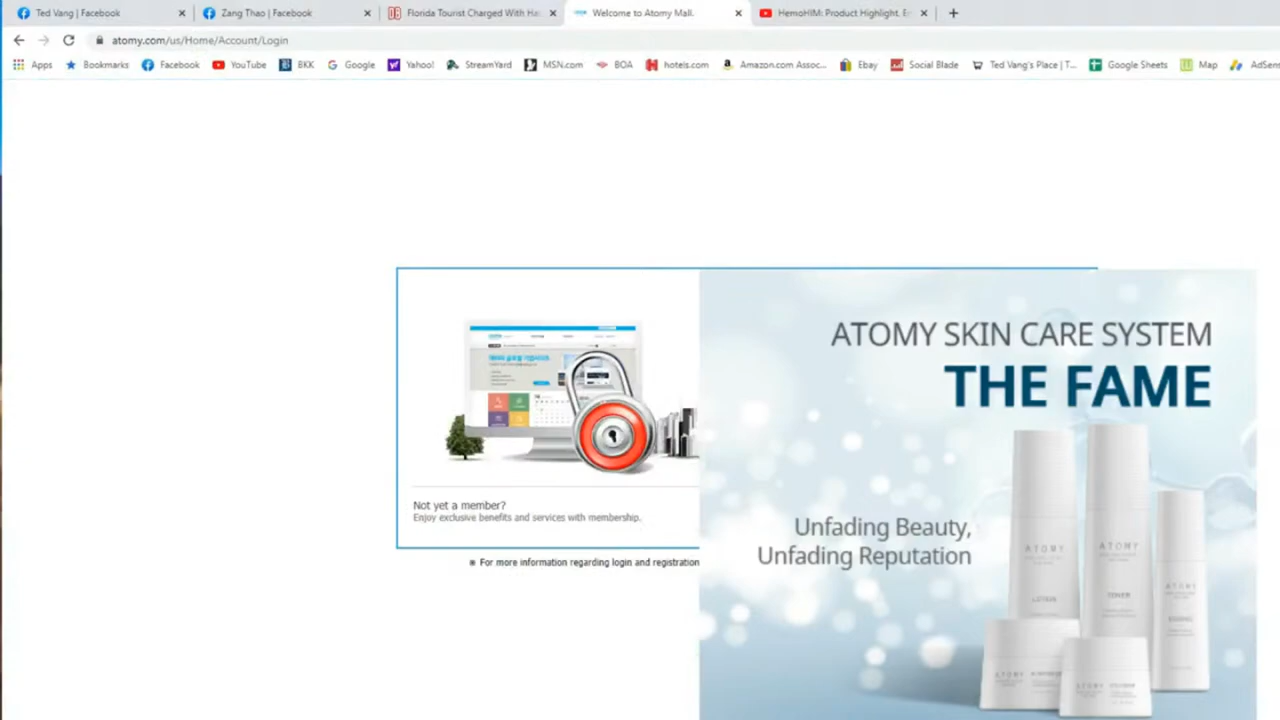 Ted Vang | Facebook
Zang Thao | Facebook
Florida Tourist Charged With Ha
Welcome to Atomy Mall.
HemoHIM: Product Highlight, E
atomy.com/us/Home/Account/Login
Apps
Bookmarks
Facebook
YouTube
BKK
Google
Yahoo!
StreamYard
MSN.com
BOA
hotels.com
Amazon.com Assoc...
Ebay
Social Blade
Ted Vang's Place | T...
Google Sheets
Map
AdSens
ATOMY SKIN CARE SYSTEM
THE FAME
Not yet a member?
Enjoy exclusive benefits and services with membership.
For more information regarding login and registration
Unfading Beauty,
Unfading Reputation
ATOMY
LOTION
ATOMY
TONER
ATOMY
ATOMY
ATOMY